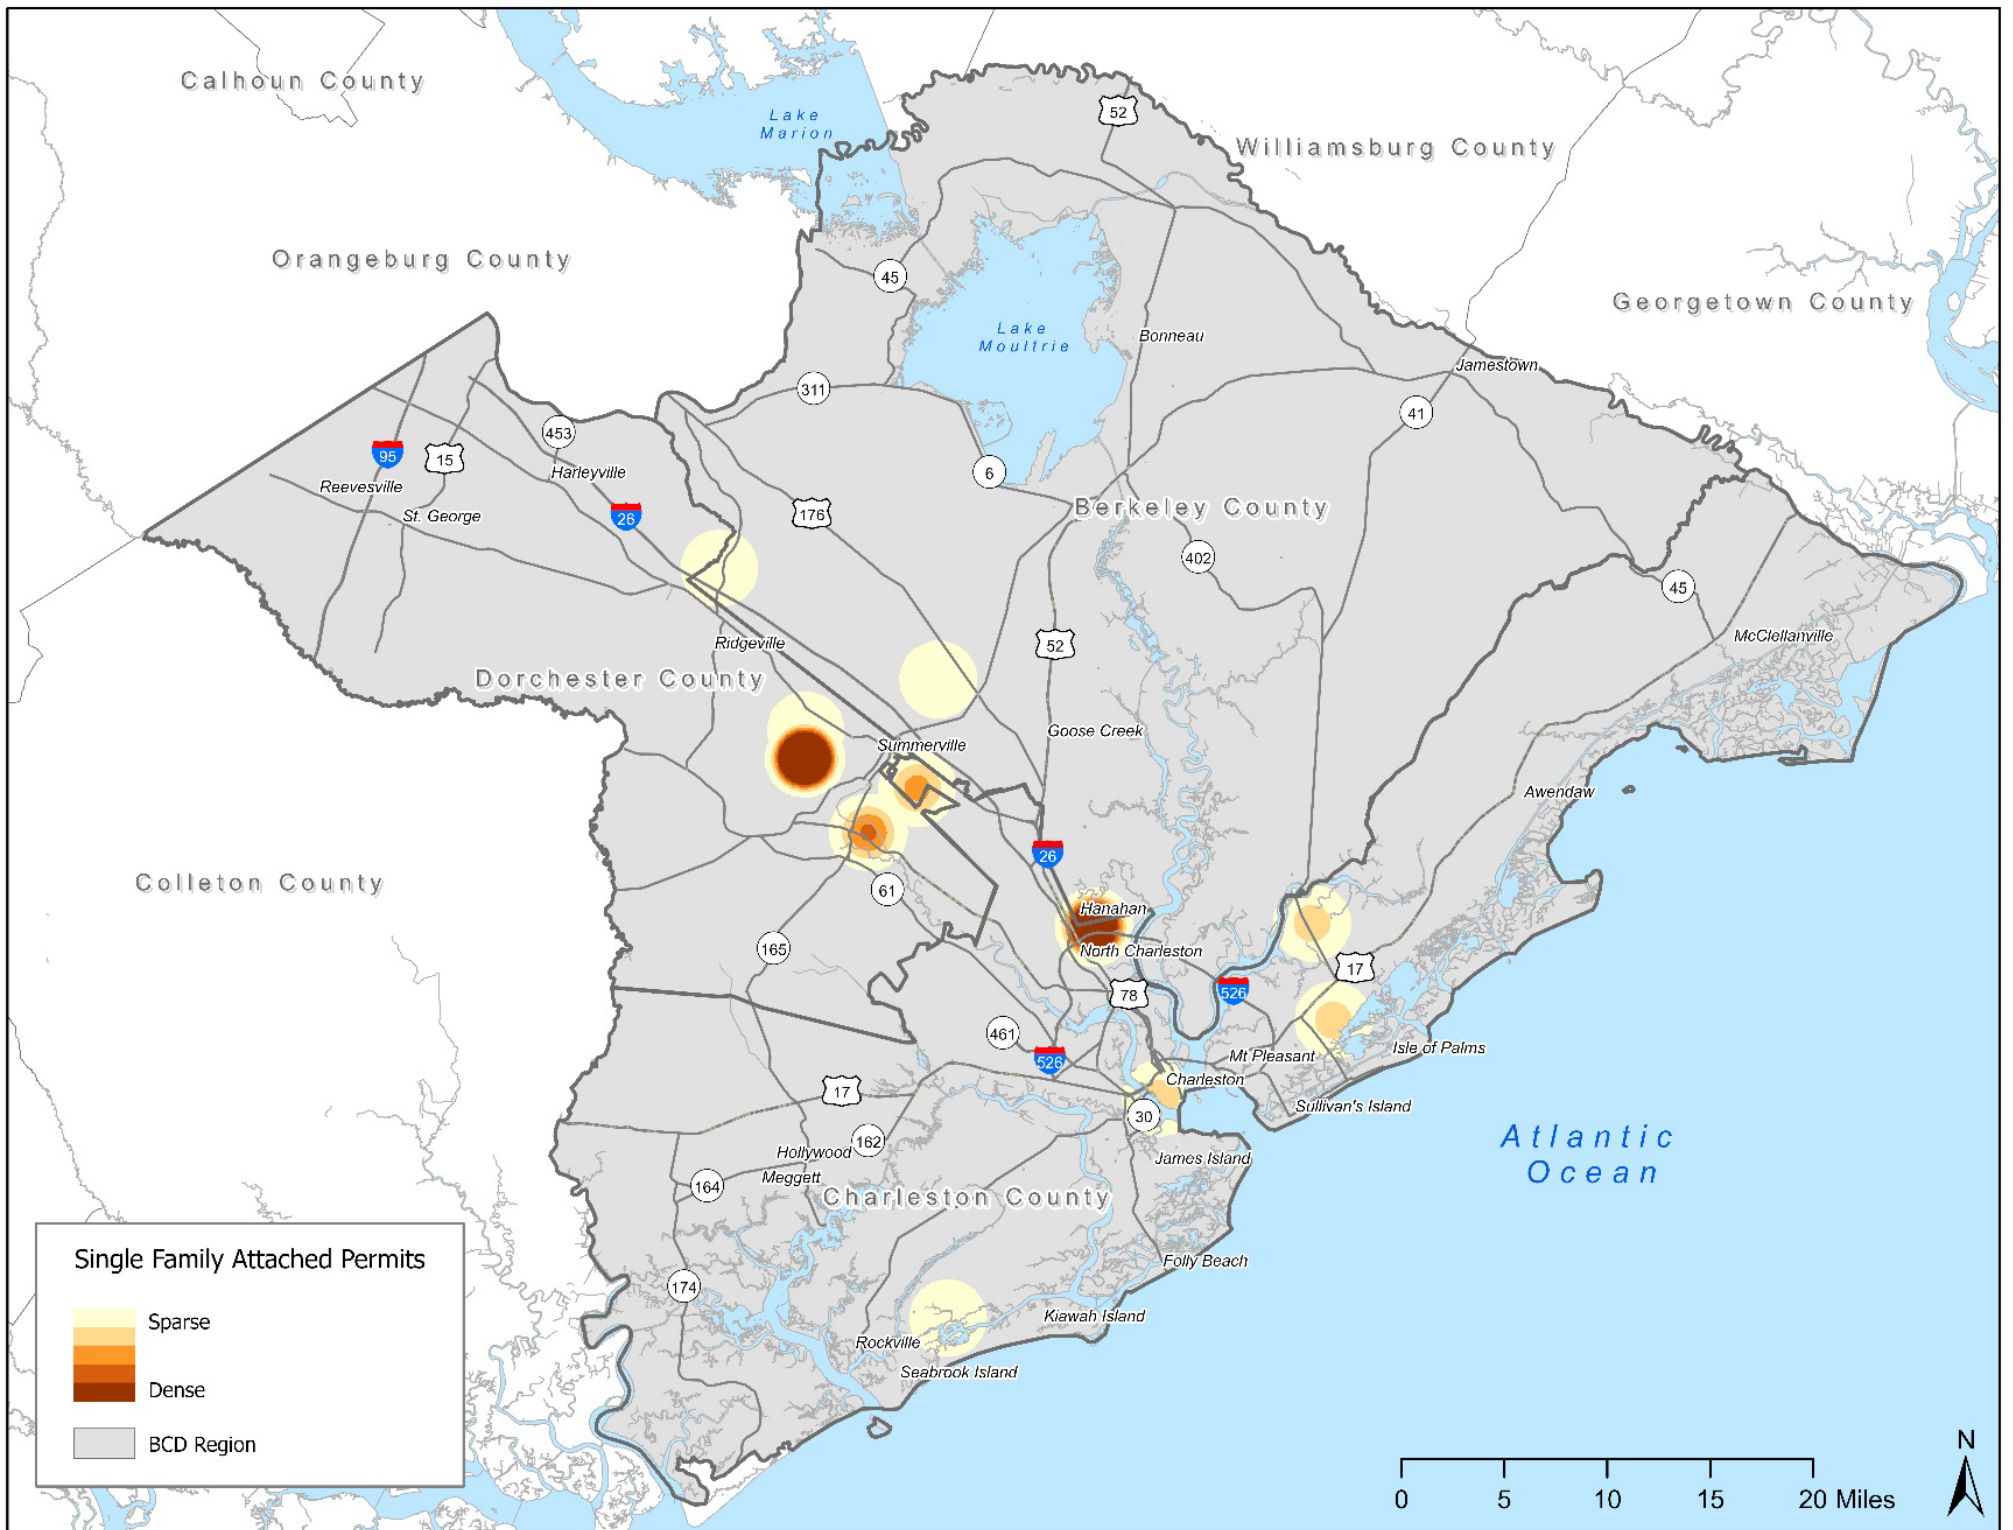 Calhoun County
Lake
Marion
52
Williamsburg County
Orangeburg County
45
Georgetown County
Lake
Moultrie
Bonneau
Jamestown
311
41
453
95
15
Harleyville
6
Reevesville
26
176
Berkeley County
St. George
402
45
52
McClellanville
Ridgeville
Dorchester County
Goose Creek
Summerville
Awendaw
26
Colleton County
61
Hanahan
165
North Charleston
17
78
526
461
526
Mt Pleasant
Isle of Palms
Charleston
17
30
Sullivan's Island
Atlantic
Ocean
162
Hollywood
James Island
Meggett
164
Charleston County
Folly Beach
174
Kiawah Island
Rockville
Seabrook Island
Single Family Attached Permits
Sparse
Dense
BCD Region
N
0 5 10 15 20 Miles